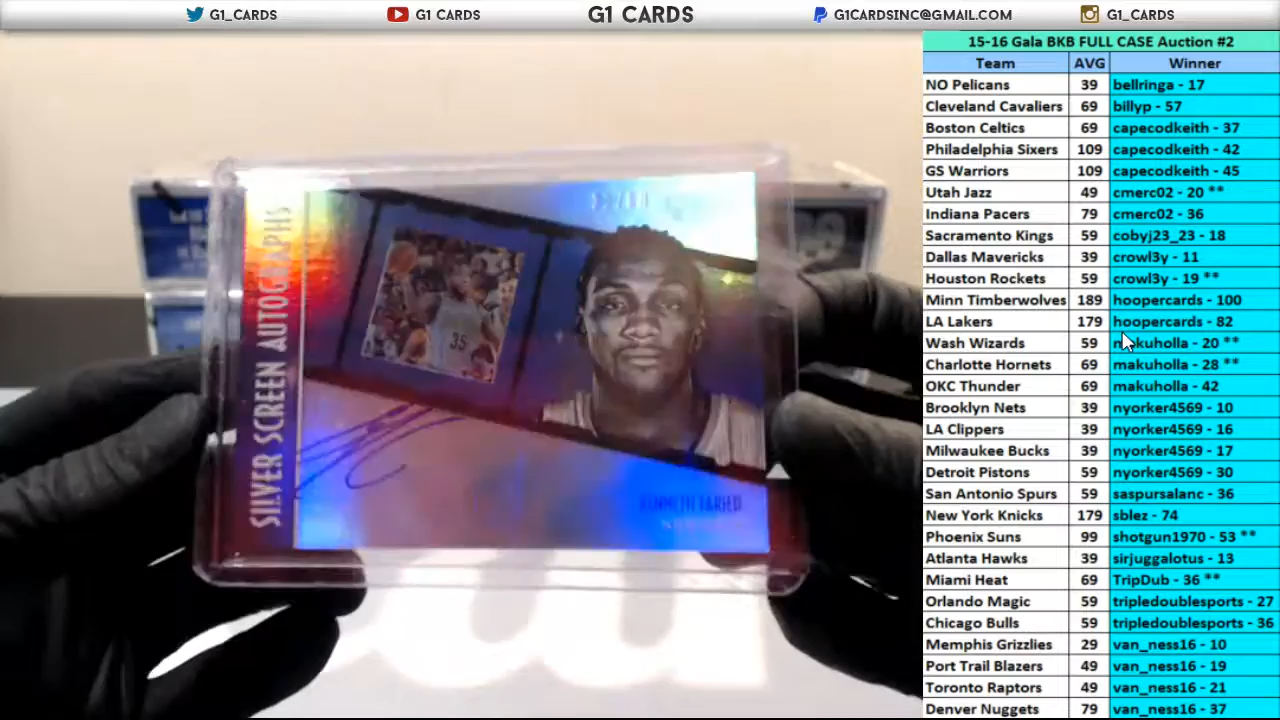 G1_CARDS
G1 CARDS
G1 CARDS
G1CARDSINC@GMAIL.COM
G1_CARDS
SILVER SCREEN AUTOGRAPHS
35
KENNETH FARIED
15-16 Gala BKB FULL CASE Auction #2
Team AVG Winner
NO Pelicans 39 bellringa - 17
Cleveland Cavaliers 69 billyp - 57
Boston Celtics 69 capecodkeith - 37
Philadelphia Sixers 109 capecodkeith - 42
GS Warriors 109 capecodkeith - 45
Utah Jazz 49 cmerc02 - 20 **
Indiana Pacers 79 cmerc02 - 36
Sacramento Kings 59 cobyj23_23 - 18
Dallas Mavericks 39 crowl3y - 11
Houston Rockets 59 crowl3y - 19 **
Minn Timberwolves 189 hoopercards - 100
LA Lakers 179 hoopercards - 82
Wash Wizards 59 makuholla - 20 **
Charlotte Hornets 69 makuholla - 28 **
OKC Thunder 69 makuholla - 42
Brooklyn Nets 39 nyorker4569 - 10
LA Clippers 39 nyorker4569 - 16
Milwaukee Bucks 39 nyorker4569 - 17
Detroit Pistons 59 nyorker4569 - 30
San Antonio Spurs 59 saspursalanc - 36
New York Knicks 179 sblez - 74
Phoenix Suns 99 shotgun1970 - 53 **
Atlanta Hawks 39 sirjuggalotus - 13
Miami Heat 69 TripDub - 36 **
Orlando Magic 59 tripledoublesports - 27
Chicago Bulls 59 tripledoublesports - 36
Memphis Grizzlies 29 van_ness16 - 10
Port Trail Blazers 49 van_ness16 - 19
Toronto Raptors 49 van_ness16 - 21
Denver Nuggets 79 van_ness16 - 37